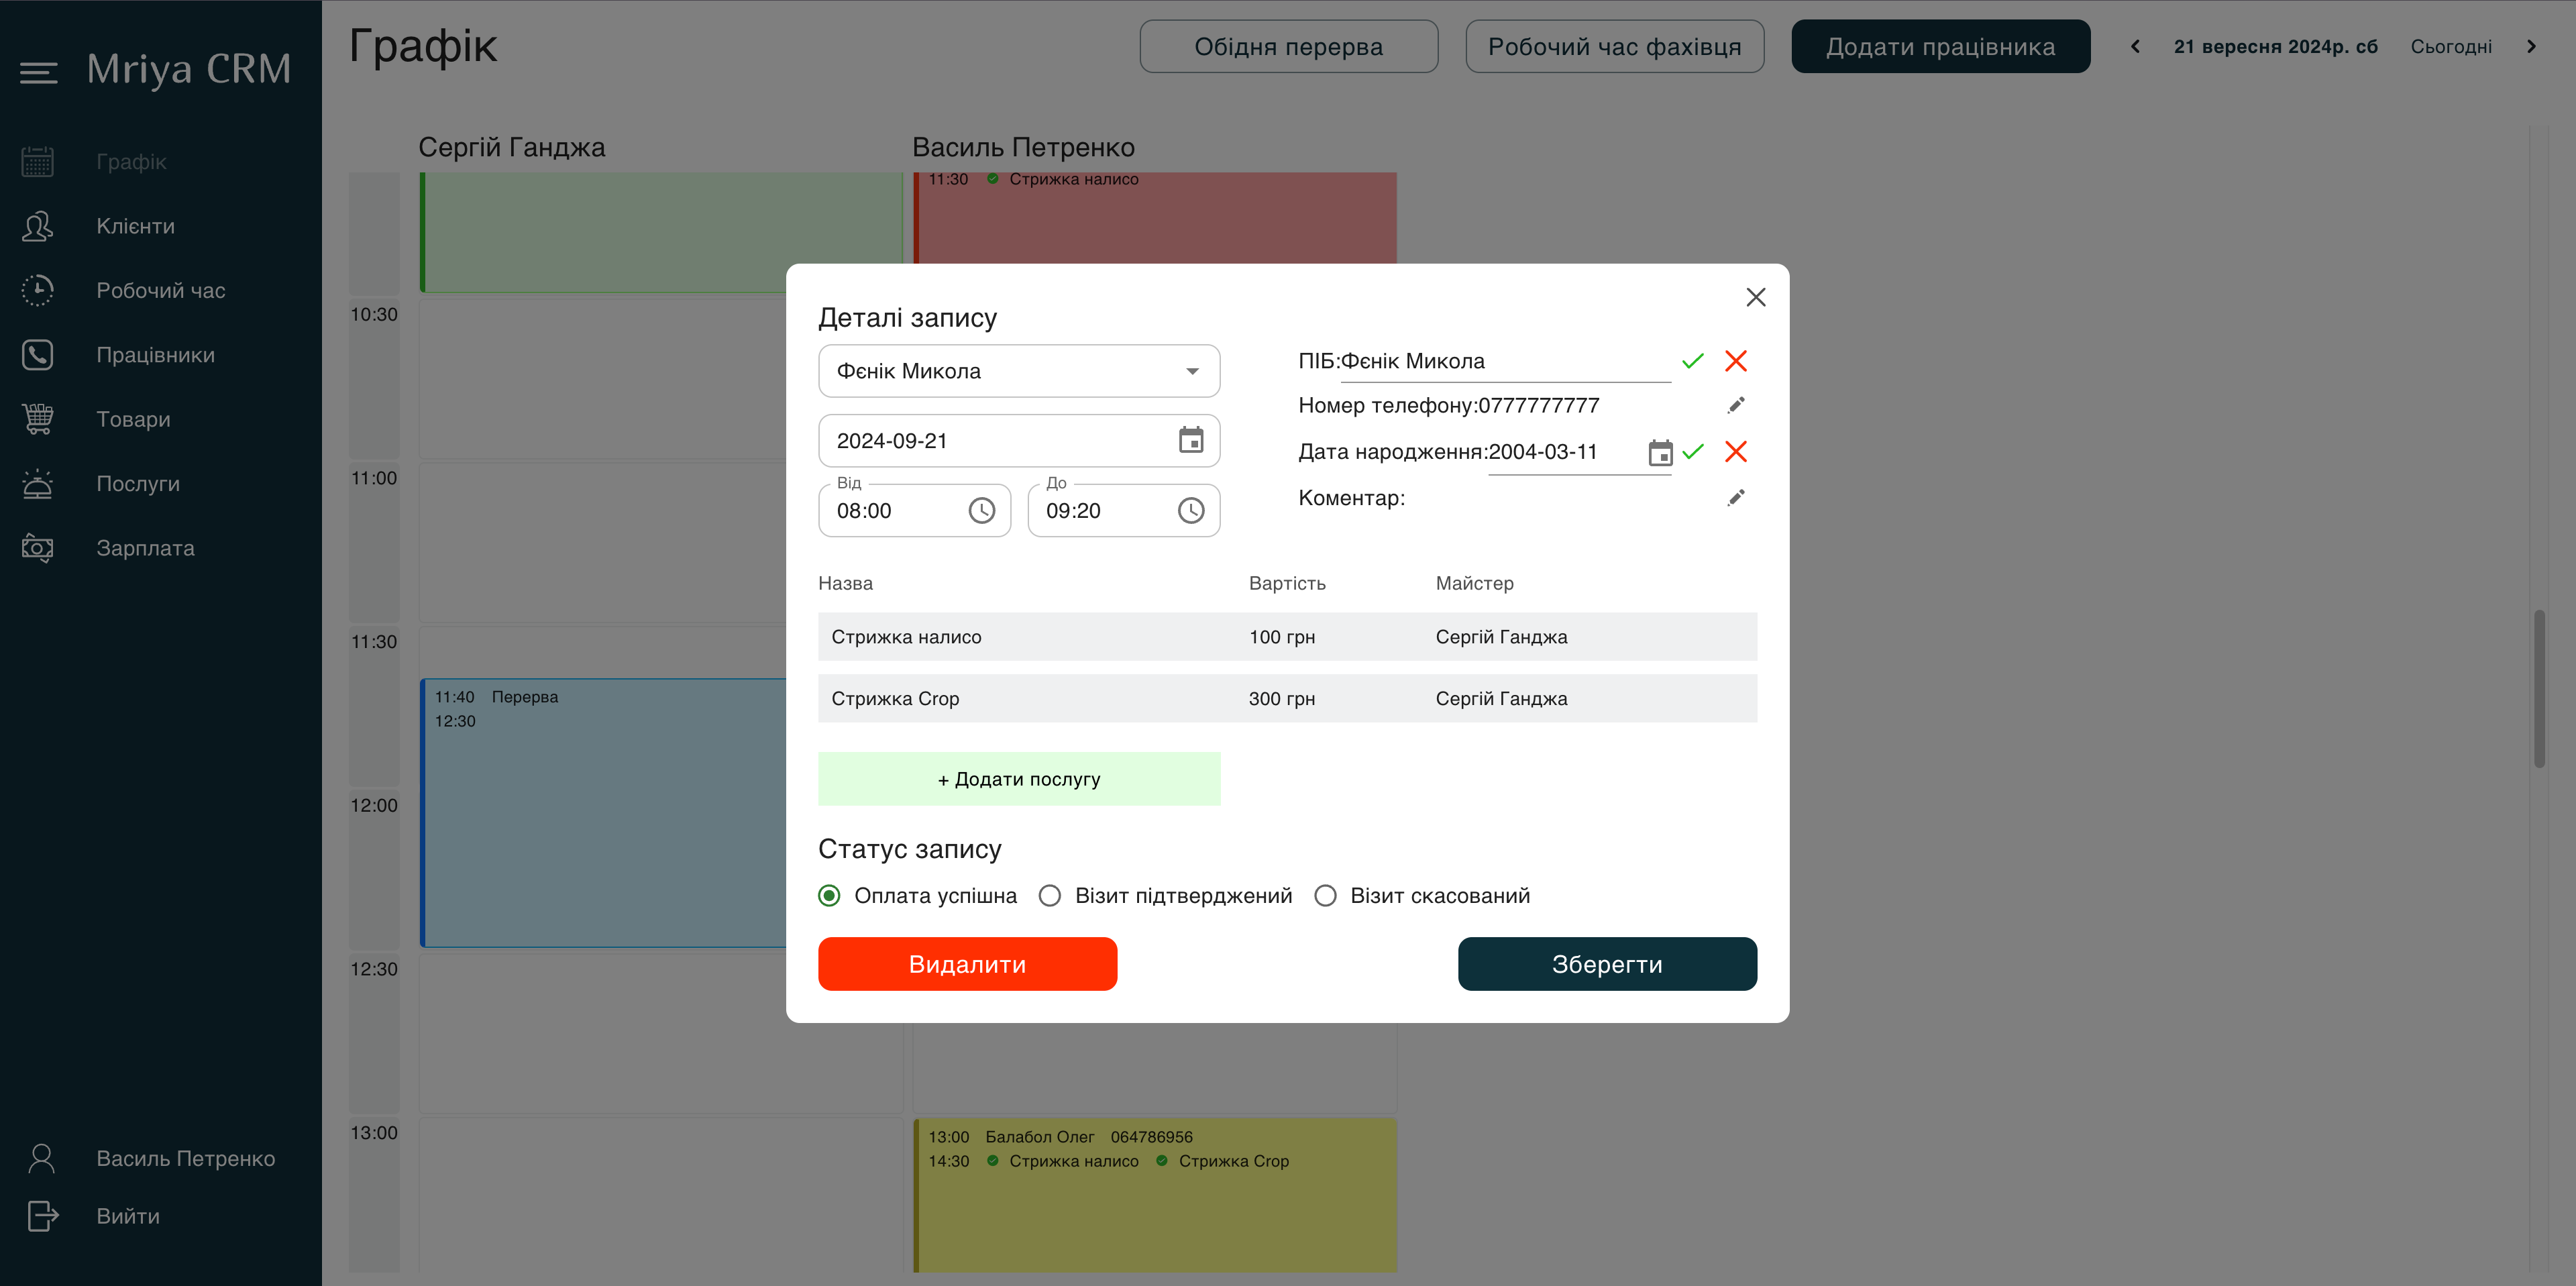 Mriya CRM
Графік
Клієнти
Робочий час
Працівники
Товари
Послуги
Зарплата
Василь Петренко
Вийти
Графік
Обідня перерва
Робочий час фахівця
Додати працівника
21 вересня 2024р. сб
Сьогодні
Сергій Ганджа
Василь Петренко
11:30 Стрижка налисо
10:30
11:00
11:30
11:40 Перерва
12:30
12:00
12:30
13:00
13:00 Балабол Олег 064786956
14:30 Стрижка налисо Стрижка Crop
Деталі запису
Фєнік Микола
2024-09-21
Від
08:00
До
09:20
ПІБ:Фєнік Микола
Номер телефону:0777777777
Дата народження:2004-03-11
Коментар:
Назва Вартість Майстер
Стрижка налисо 100 грн Сергій Ганджа
Стрижка Crop 300 грн Сергій Ганджа
+ Додати послугу
Статус запису
Оплата успішна Візит підтверджений Візит скасований
Видалити
Зберегти